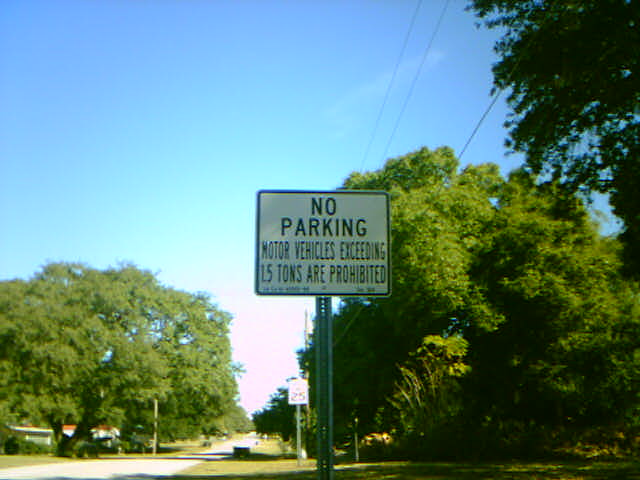 NO
PARKING
MOTOR VEHICLES EXCEEDING
1.5 TONS ARE PROHIBITED
25